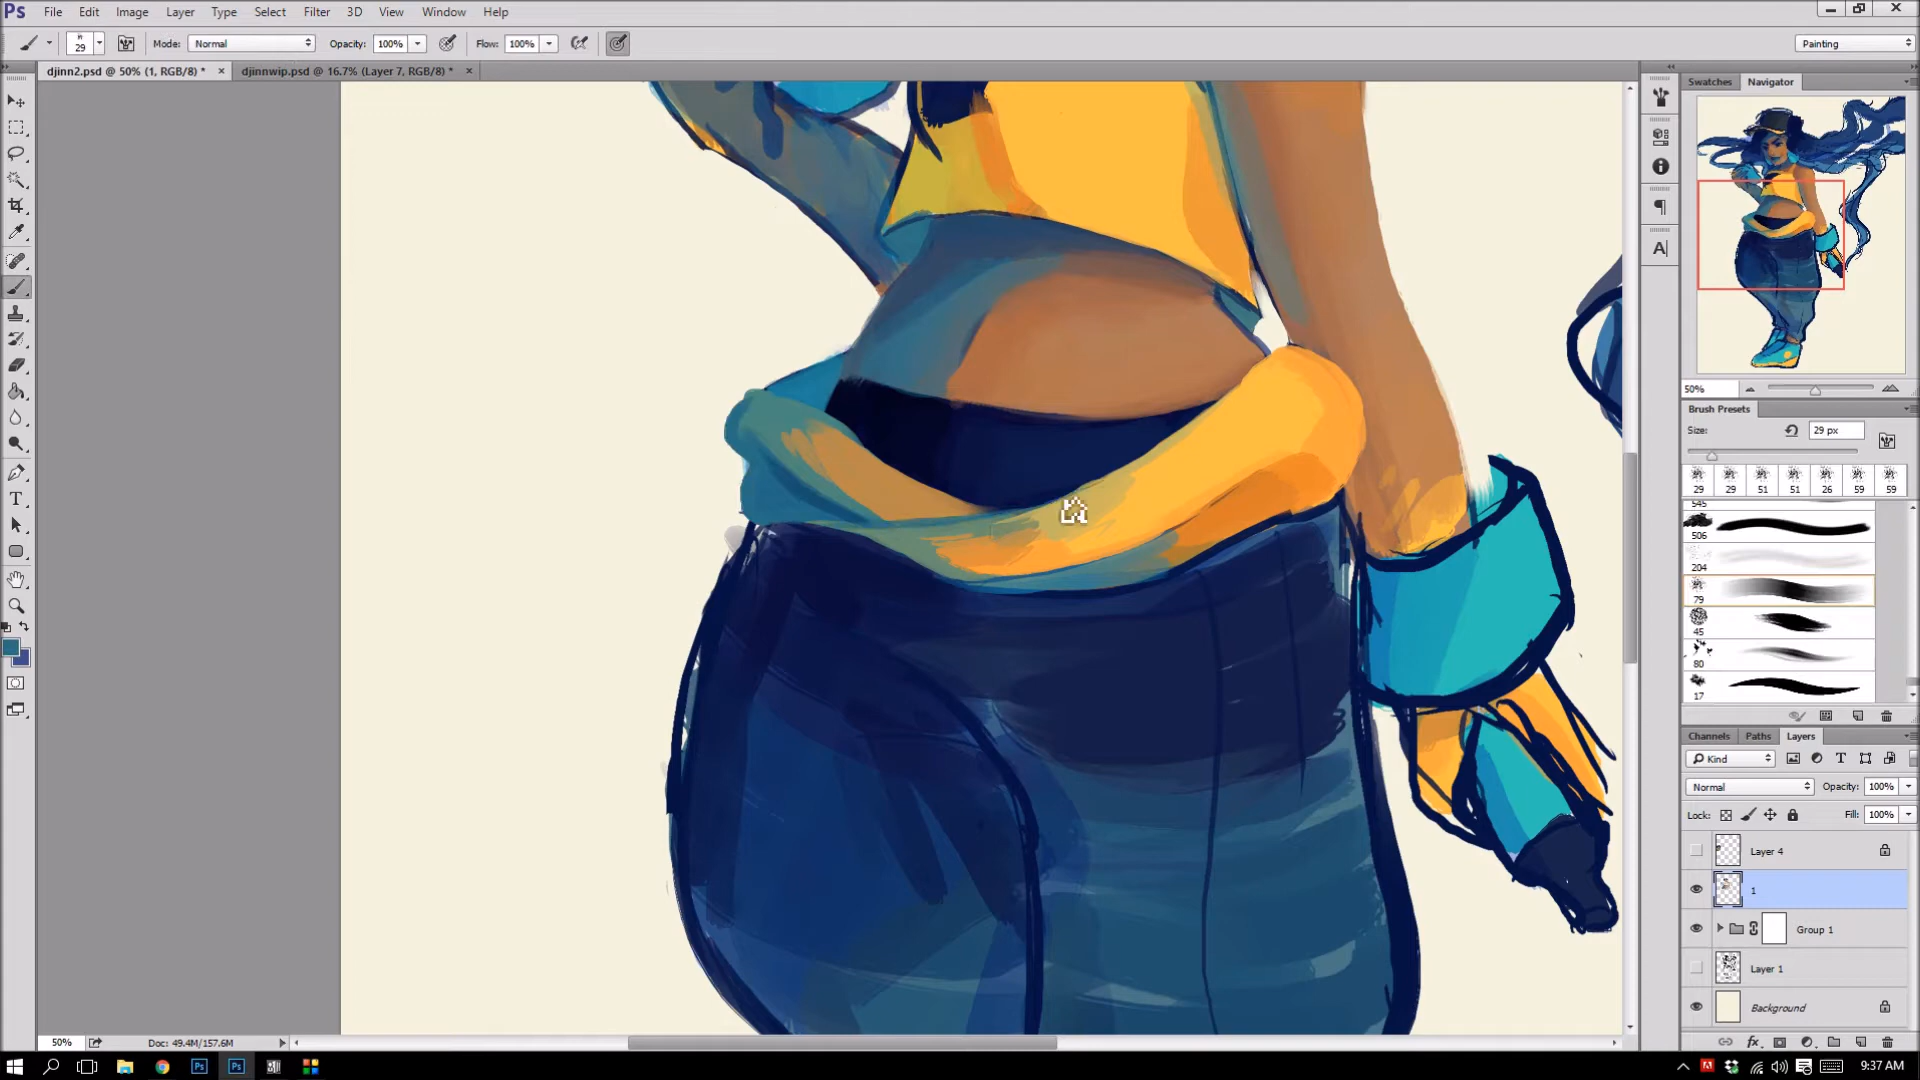 Ps File Edit Image Layer Type Select Filter 3D View Window Help
29 Mode: Normal Opacity: 100% Flow: 100% Painting
djinn2.psd @ 50% (1, RGB/8) * × djinnwip.psd @ 16.7% (Layer 7, RGB/8) * ×
Swatches Navigator
50%
Brush Presets
Size: 29 px
29 29 51 51 26 59 59
545
506
204
79
45
80
17
Channels Paths Layers
Kind
Normal Opacity: 100%
Lock: Fill: 100%
Layer 4
1
Group 1
Layer 1
Background
fx
50% Doc: 49.4M/157.6M
9:37 AM